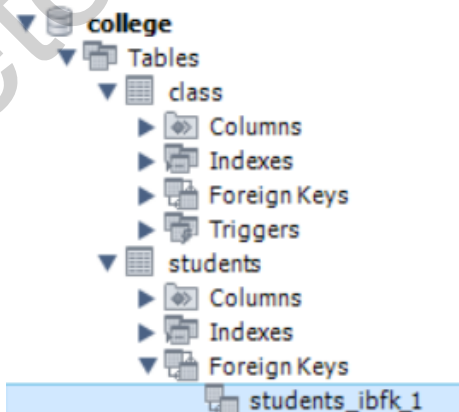 college
Tables
class
Columns
Indexes
Foreign Keys
Triggers
students
Columns
Indexes
Foreign Keys
students_ibfk_1